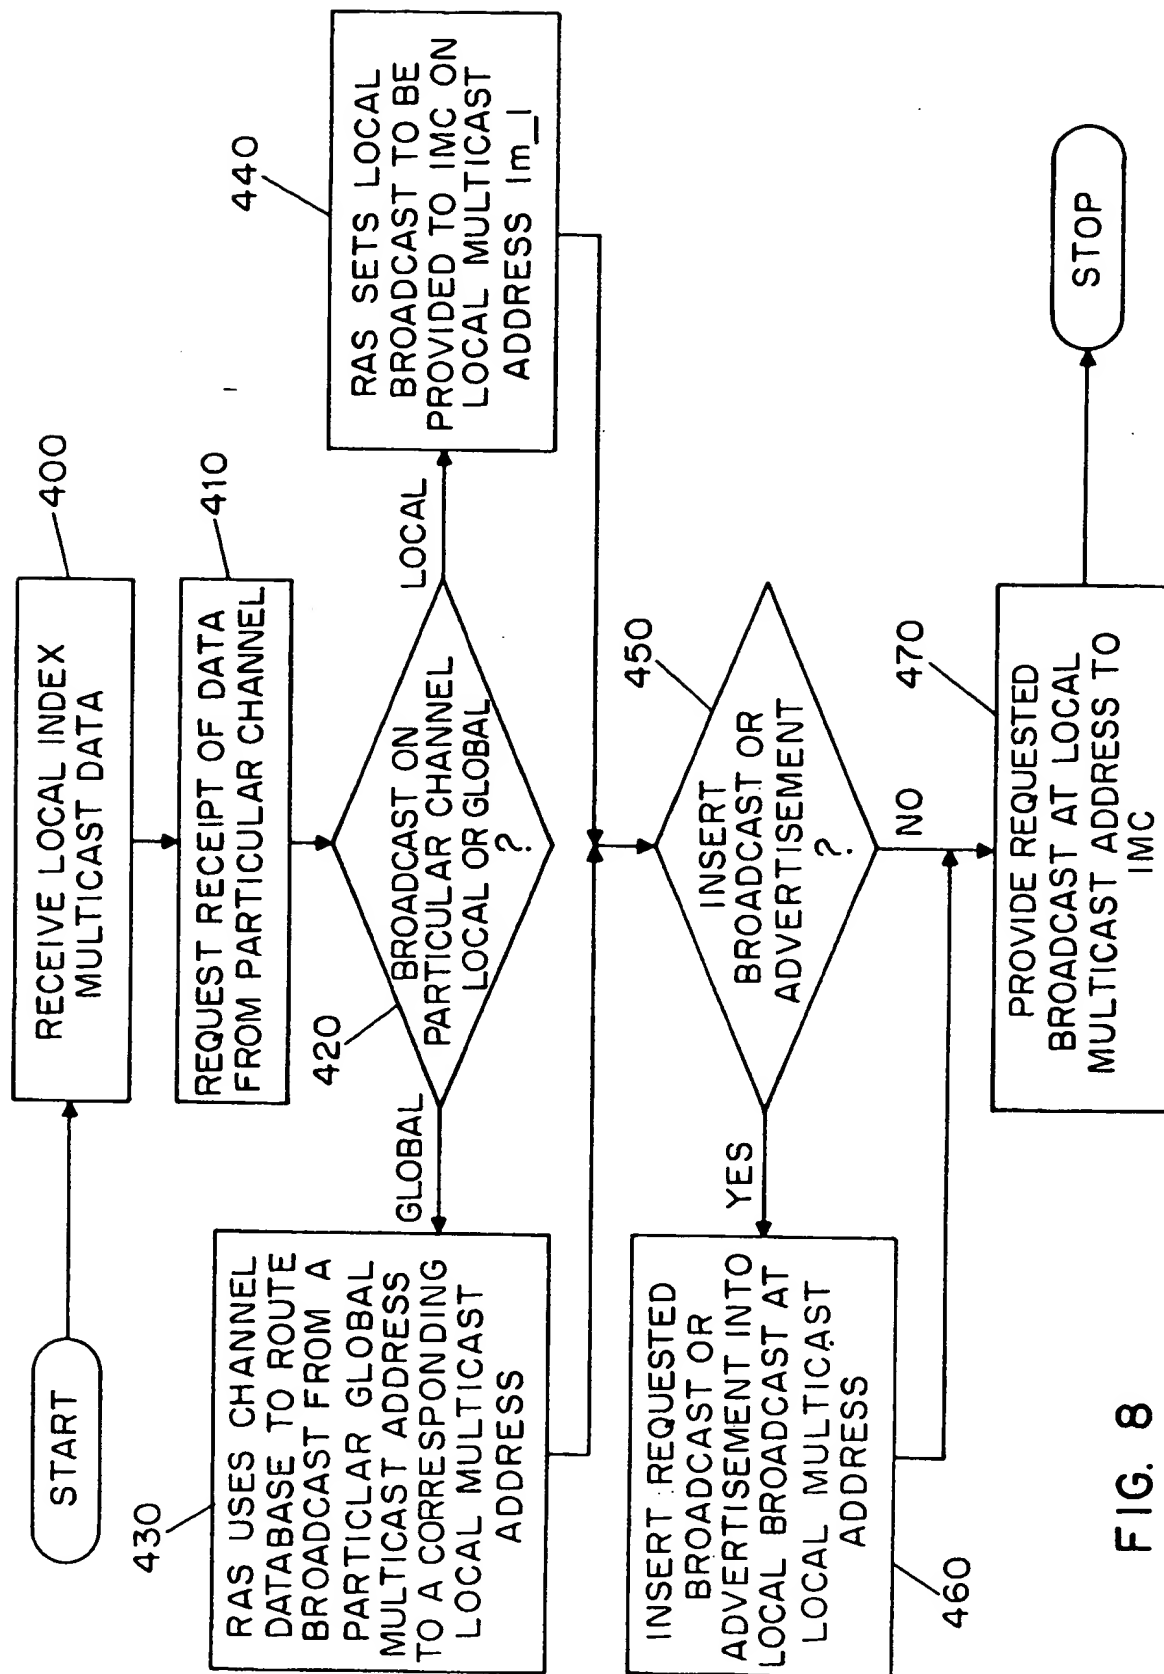 START
RECEIVE LOCAL INDEX
MULTICAST DATA
400
REQUEST RECEIPT OF DATA
FROM PARTICULAR CHANNEL
410
BROADCAST ON
PARTICULAR CHANNEL
LOCAL OR GLOBAL
?
420
GLOBAL
LOCAL
430
RAS USES CHANNEL
DATABASE TO ROUTE
BROADCAST FROM A
PARTICLAR GLOBAL
MULTICAST ADDRESS
TO A CORRESPONDING
LOCAL MULTICAST
ADDRESS
440
RAS SETS LOCAL
BROADCAST TO BE
PROVIDED TO IMC ON
LOCAL MULTICAST
ADDRESS lm_l
450
INSERT
BROADCAST OR
ADVERTISEMENT
?
YES
NO
INSERT REQUESTED
BROADCAST OR
ADVERTISEMENT INTO
LOCAL BROADCAST AT
LOCAL MULTICAST
ADDRESS
460
470
PROVIDE REQUESTED
BROADCAST AT LOCAL
MULTICAST ADDRESS TO
IMC
STOP
FIG. 8